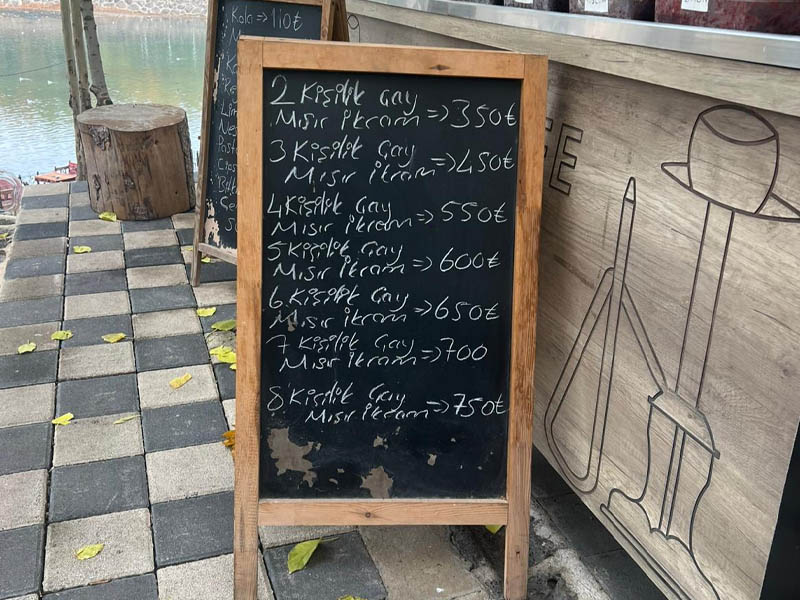 Kola => 110₺
2 Kişilik Çay
Mısır İkram => 350₺
3 Kişilik Çay
Mısır İkram => 450₺
4 Kişilik Çay
Mısır İkram => 550₺
5 Kişilik Çay
Mısır İkram => 600₺
6 Kişilik Çay
Mısır İkram => 650₺
7 Kişilik Çay
Mısır İkram => 700
8 Kişilik Çay
Mısır İkram => 750₺